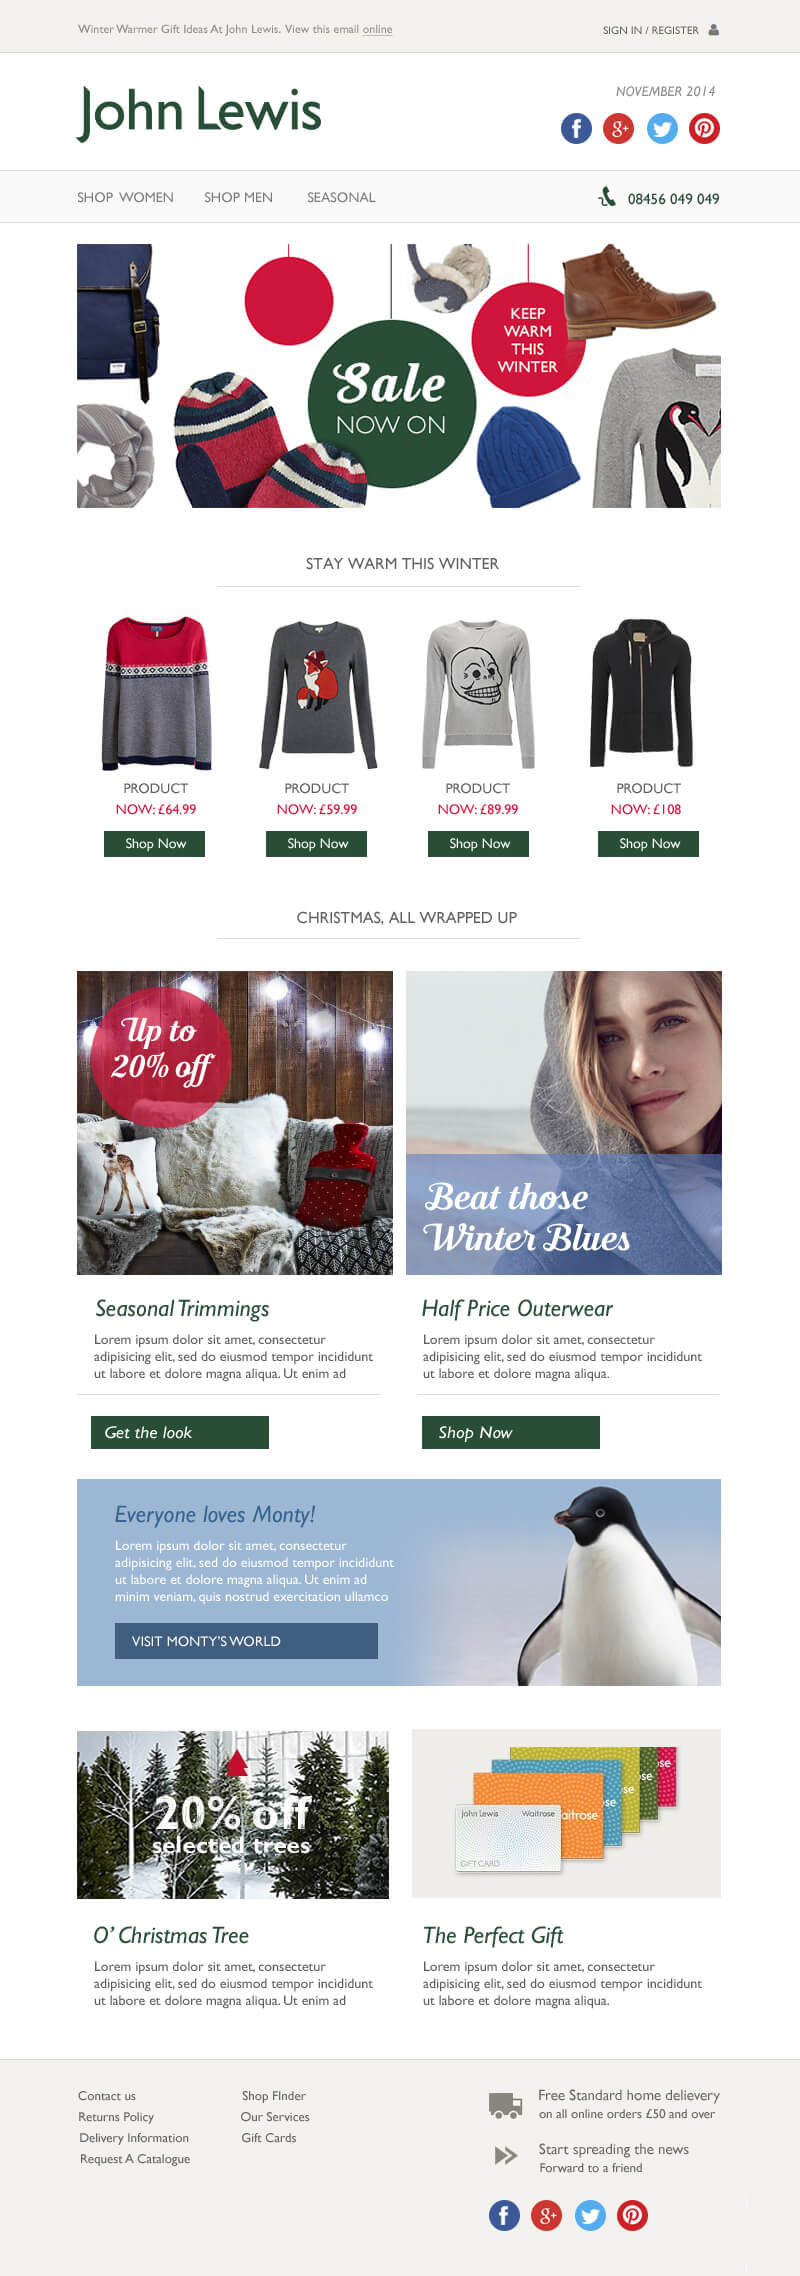 Winter Warmer Gift Ideas At John Lewis. View this email online
SIGN IN / REGISTER
John Lewis
NOVEMBER 2014
f
g+
SHOP WOMEN
SHOP MEN
SEASONAL
08456 049 049
Sale
NOW ON
KEEP
WARM
THIS
WINTER
STAY WARM THIS WINTER
PRODUCT
NOW: £64.99
Shop Now
PRODUCT
NOW: £59.99
Shop Now
PRODUCT
NOW: £89.99
Shop Now
PRODUCT
NOW: £108
Shop Now
CHRISTMAS, ALL WRAPPED UP
Up to
20% off
Beat those
Winter Blues
Seasonal Trimmings
Lorem ipsum dolor sit amet, consectetur
adipisicing elit, sed do eiusmod tempor incididunt
ut labore et dolore magna aliqua. Ut enim ad
Get the look
Half Price Outerwear
Lorem ipsum dolor sit amet, consectetur
adipisicing elit, sed do eiusmod tempor incididunt
ut labore et dolore magna aliqua.
Shop Now
Everyone loves Monty!
Lorem ipsum dolor sit amet, consectetur
adipisicing elit, sed do eiusmod tempor incididunt
ut labore et dolore magna aliqua. Ut enim ad
minim veniam, quis nostrud exercitation ullamco
VISIT MONTY'S WORLD
20% off
selected trees
John Lewis Waitrose
GIFT CARD
aitrose
se
se
ose
O' Christmas Tree
Lorem ipsum dolor sit amet, consectetur
adipisicing elit, sed do eiusmod tempor incididunt
ut labore et dolore magna aliqua. Ut enim ad
The Perfect Gift
Lorem ipsum dolor sit amet, consectetur
adipisicing elit, sed do eiusmod tempor incididunt
ut labore et dolore magna aliqua.
Contact us
Returns Policy
Delivery Information
Request A Catalogue
Shop FInder
Our Services
Gift Cards
Free Standard home delievery
on all online orders £50 and over
Start spreading the news
Forward to a friend
f
g+